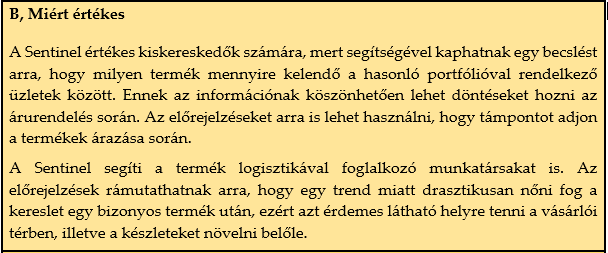 B, Miért értékes
A Sentinel értékes kiskereskedők számára, mert segítségével kaphatnak egy becslést
arra, hogy milyen termék mennyire kelendő a hasonló portfólióval rendelkező
üzletek között. Ennek az információnak köszönhetően lehet döntéseket hozni az
árurendelés során. Az előrejelzéseket arra is lehet használni, hogy támpontot adjon
a termékek árazása során.
A Sentinel segíti a termék logisztikával foglalkozó munkatársakat is. Az
előrejelzések rámutathatnak arra, hogy egy trend miatt drasztikusan nőni fog a
kereslet egy bizonyos termék után, ezért azt érdemes látható helyre tenni a vásárlói
térben, illetve a készleteket növelni belőle.